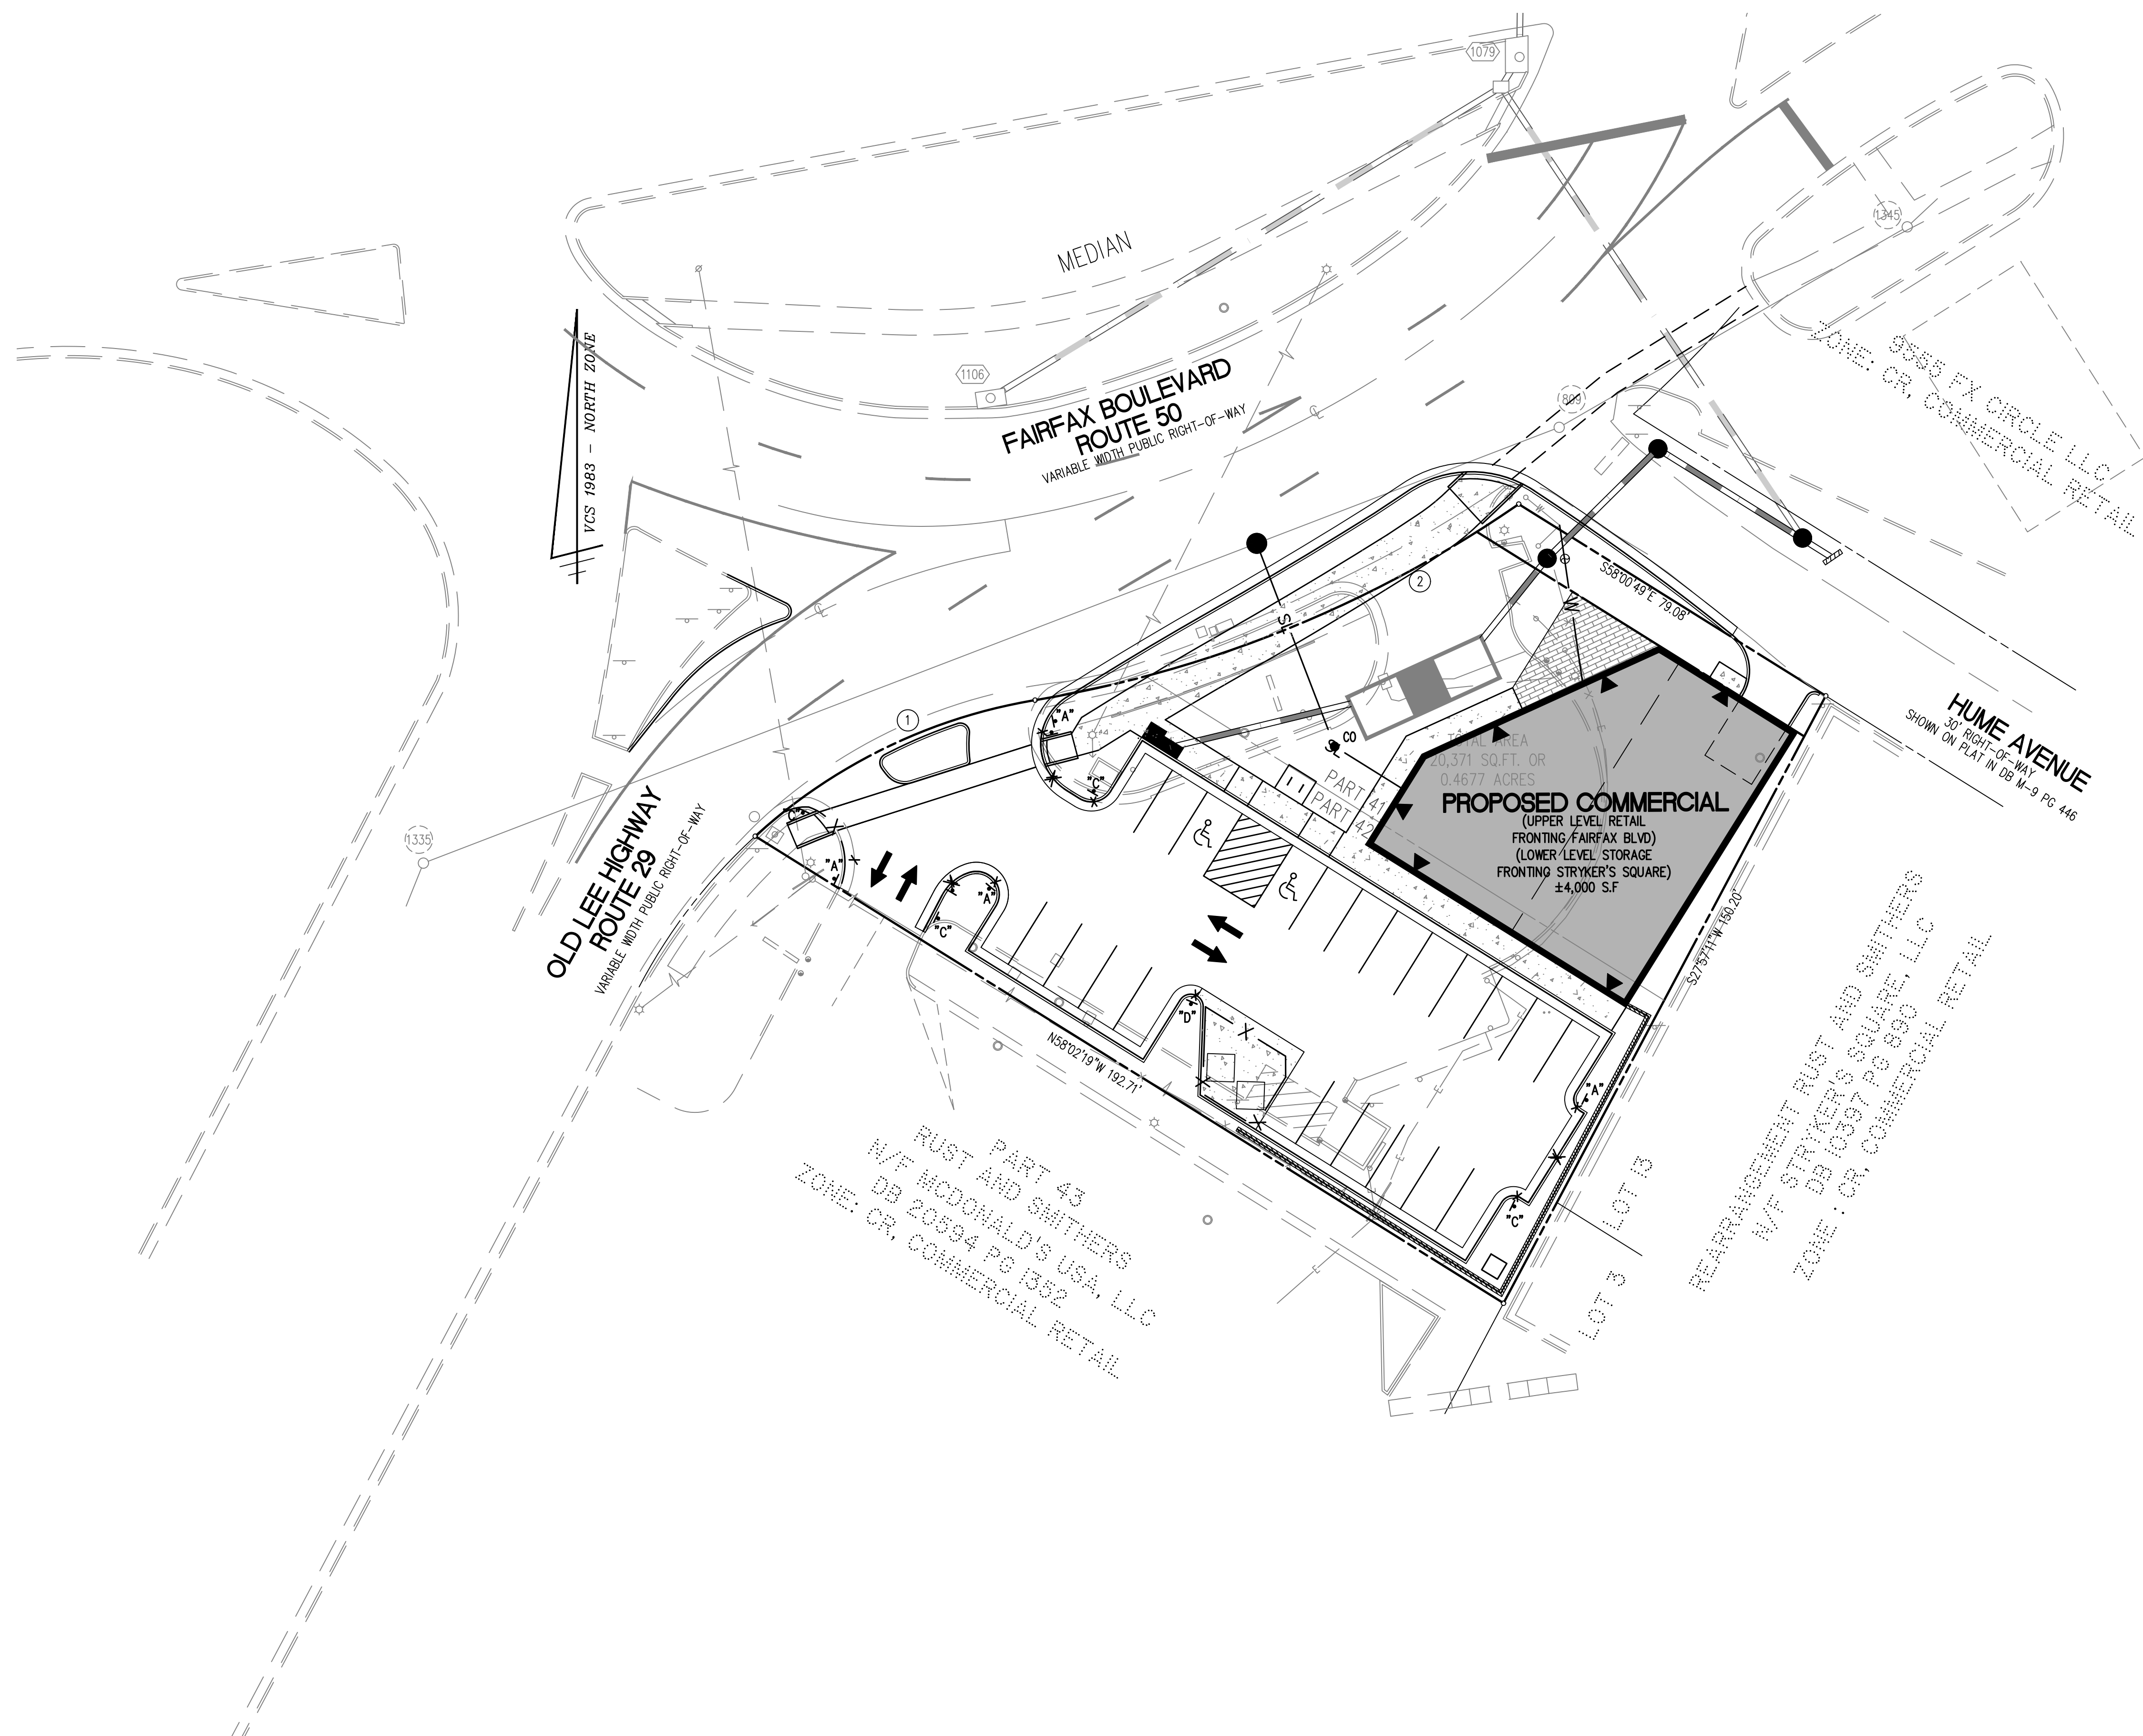 1079
1345
MEDIAN
VCS 1983 - NORTH ZONE
1106
FAIRFAX BOULEVARD
ROUTE 50
VARIABLE WIDTH PUBLIC RIGHT-OF-WAY
809
9555 FX CIRCLE LLC
ZONE: CR, COMMERCIAL RETAIL
2
S58°00'49"E 79.08'
W
SL
1
"A"
"C"
CO
SL
HUME AVENUE
30' RIGHT-OF-WAY
SHOWN ON PLAT IN DB M-9 PG 446
TOTAL AREA
20,371 SQ.FT. OR
0.4677 ACRES
PART 41
PART 42
PROPOSED COMMERCIAL
(UPPER LEVEL RETAIL
FRONTING FAIRFAX BLVD)
(LOWER LEVEL STORAGE
FRONTING STRYKER'S SQUARE)
±4,000 S.F
1335
OLD LEE HIGHWAY
ROUTE 29
VARIABLE WIDTH PUBLIC RIGHT-OF-WAY
"C"
"A"
"A"
"C"
S27°57'11"W 150.20'
"D"
N58°02'19"W 192.71'
"A"
"C"
PART 43
RUST AND SMITHERS
N/F MCDONALD'S USA, LLC
DB 20594 PG 1352
ZONE: CR, COMMERCIAL RETAIL
LOT 13
LOT 3
REARRANGEMENT RUST AND SMITHERS
N/F STRYKER'S SQUARE, LLC
DB 10397 PG 890
ZONE : CR, COMMERCIAL RETAIL